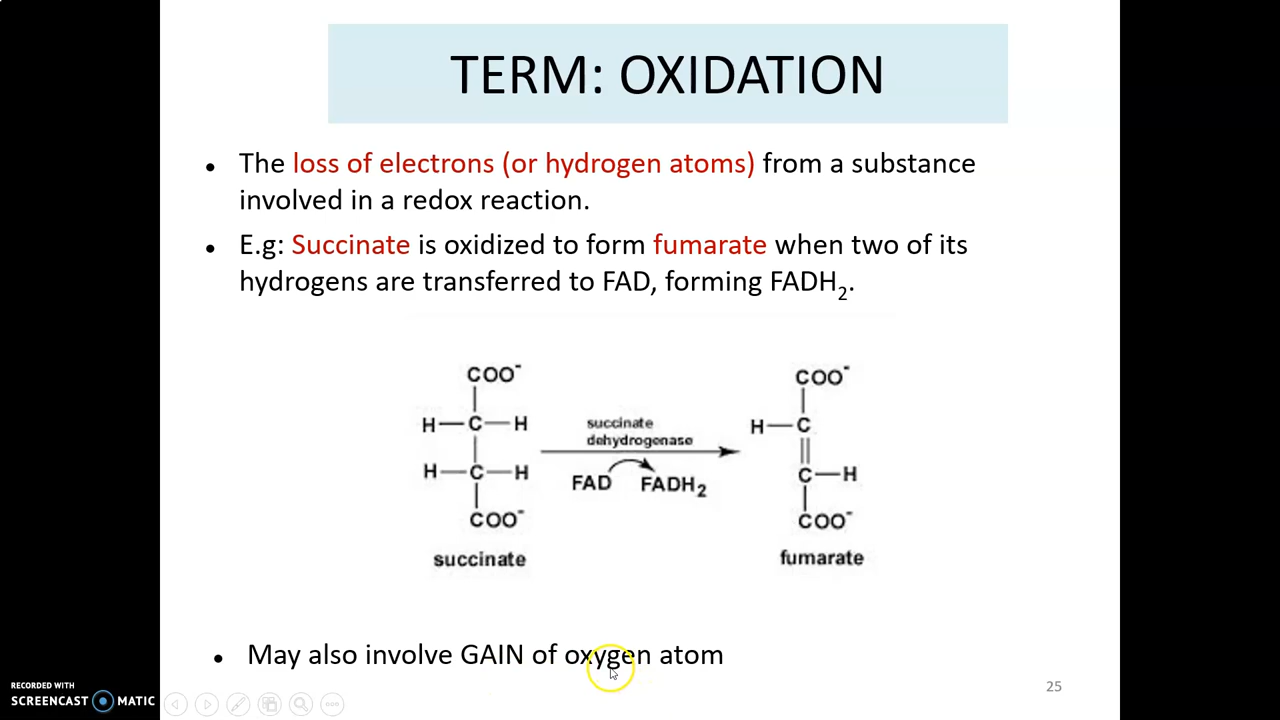 TERM: OXIDATION
• The loss of electrons (or hydrogen atoms) from a substance
involved in a redox reaction.
• E.g: Succinate is oxidized to form fumarate when two of its
hydrogens are transferred to FAD, forming FADH₂.
COO⁻
H—C—H
H—C—H
COO⁻
succinate
succinate
dehydrogenase
FAD FADH₂
COO⁻
H—C
C—H
COO⁻
fumarate
• May also involve GAIN of oxygen atom
25
RECORDED WITH
SCREENCAST MATIC